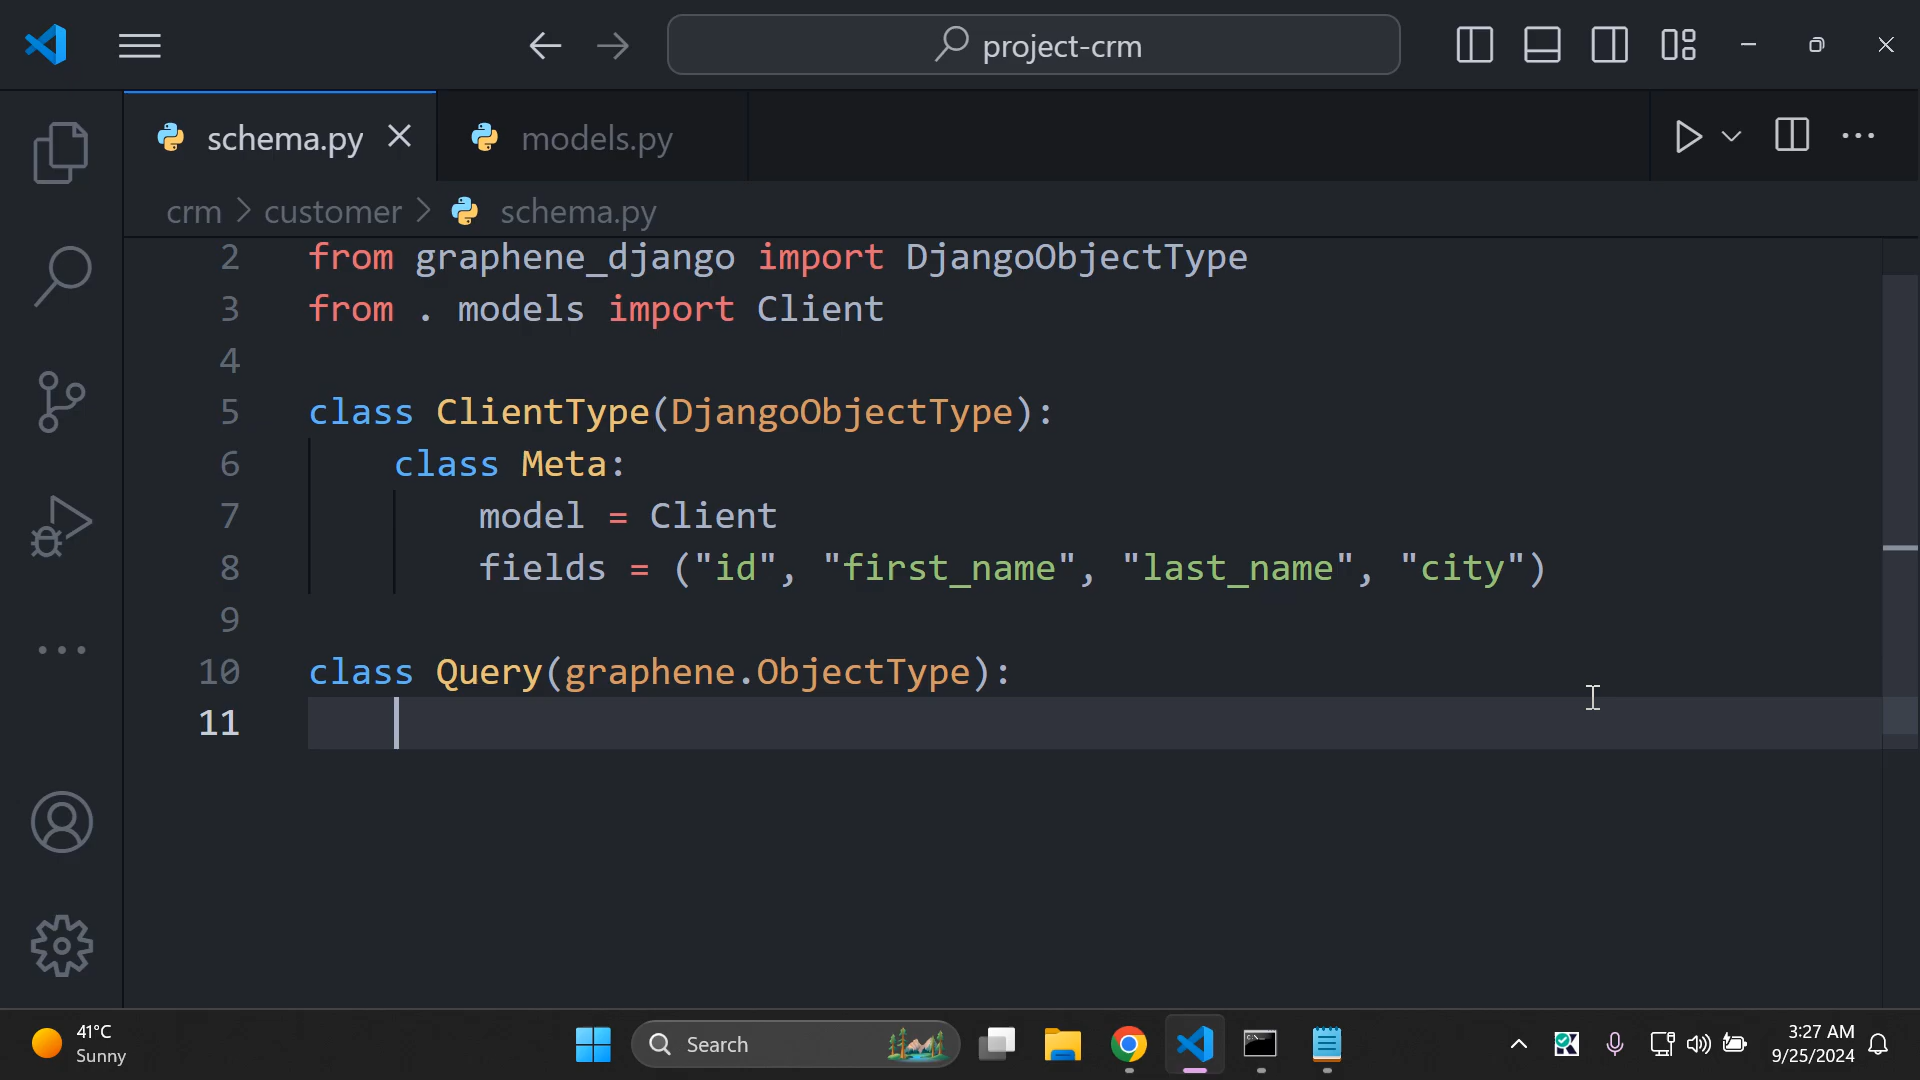 project-crm
schema.py
models.py
crm > customer > schema.py
2 from graphene_django import DjangoObjectType
3 from . models import Client
4
5 class ClientType(DjangoObjectType):
6 class Meta:
7 model = Client
8 fields = ("id", "first_name", "last_name", "city")
9
10 class Query(graphene.ObjectType):
11
41°C
Sunny
Search
3:27 AM
9/25/2024